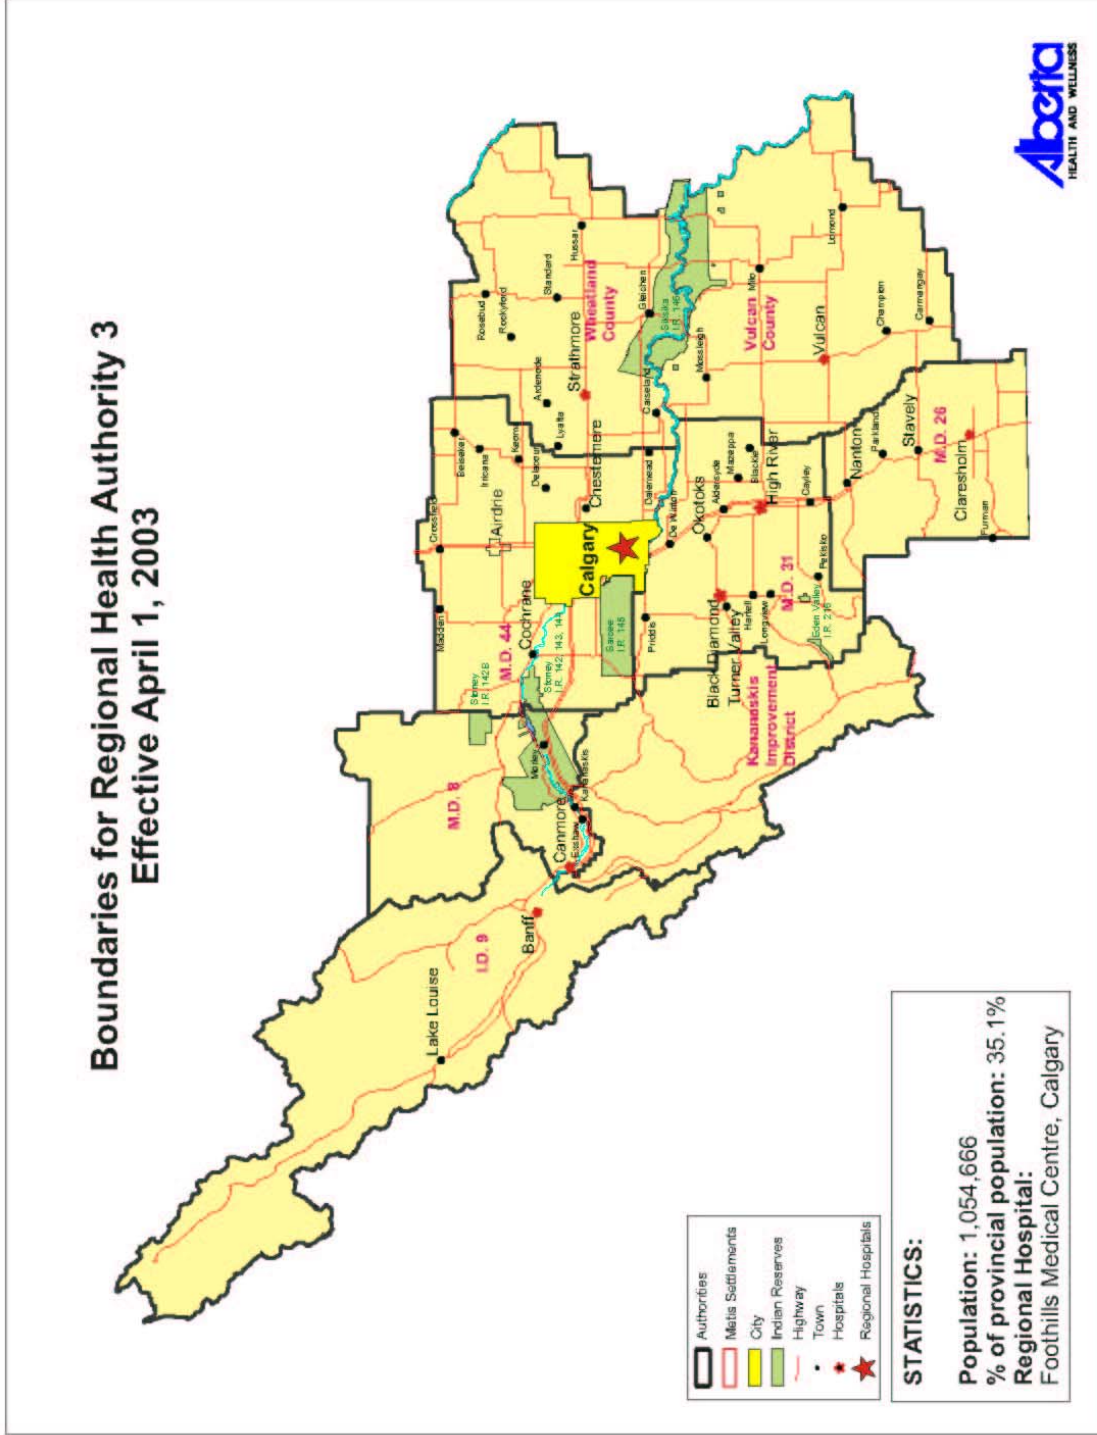 Boundaries for Regional Health Authority 3
Effective April 1, 2003
Alberta
HEALTH AND WELLNESS
Lake Louise
I.D. 9
Banff
M.D. 8
Canmore
Exshaw
Kananaskis
Morley
Stoney
I.R. 142B
Stoney
I.R. 142, 143, 144
M.D. 44
Cochrane
Madden
Crossfield
Airdrie
Beiseker
Irricana
Keoma
Delacour
Lyalta
Ardenode
Chestermere
Calgary
Sarcee
I.R. 145
Strathmore
Rosebud
Rockyford
Standard
Hussar
Wheatland
County
Gleichen
Siksika
I.R. 146
Carseland
Dalemead
De Winton
Priddis
Okotoks
Aldersyde
Mazeppa
Blackie
High River
Cayley
Black Diamond
Turner Valley
Hartell
Longview
M.D. 31
Pekisko
Eden Valley
I.R. 216
Kananaskis
Improvement
District
Mossleigh
Milo
Vulcan
County
Vulcan
Lomond
Champion
Carmangay
Nanton
Parkland
Stavely
M.D. 26
Claresholm
Furman
Authorities
Metis Settlements
City
Indian Reserves
Highway
Town
Hospitals
Regional Hospitals
STATISTICS:
Population: 1,054,666
% of provincial population: 35.1%
Regional Hospital:
Foothills Medical Centre, Calgary